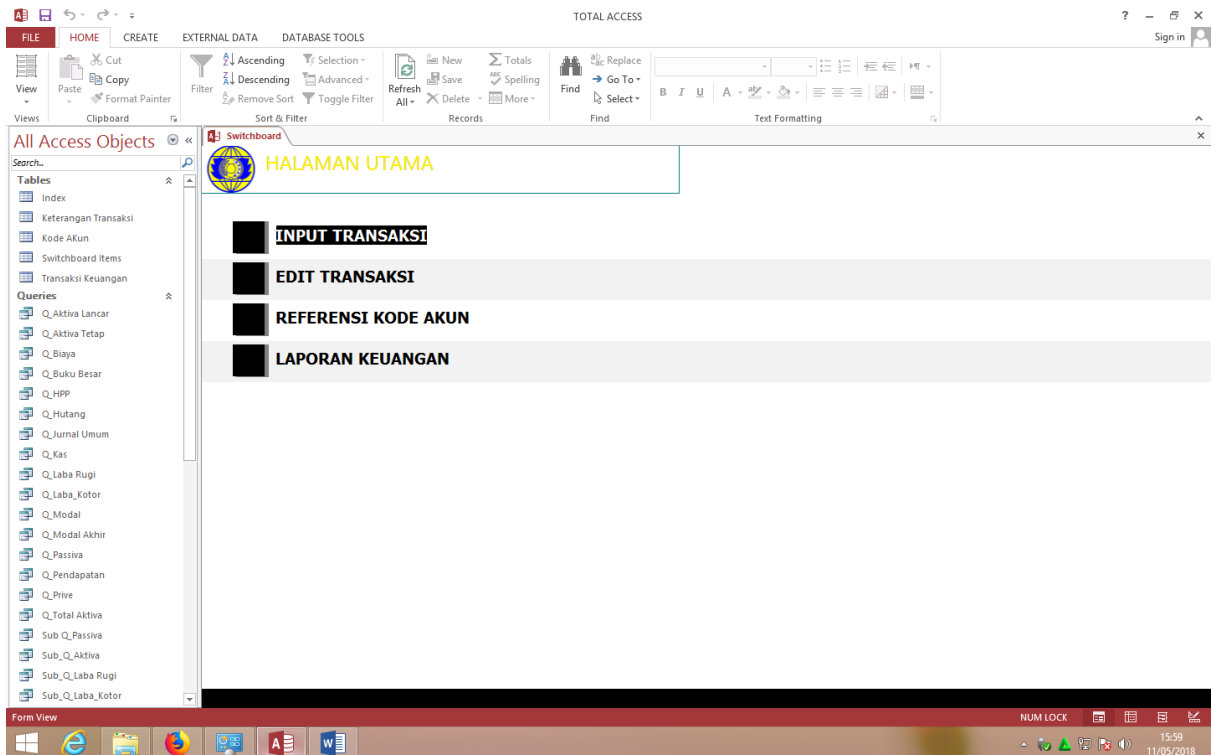 TOTAL ACCESS
? 
FILE HOME CREATE EXTERNAL DATA DATABASE TOOLS
Sign in
View
Paste
Cut
Copy
Format Painter
Filter
Ascending
Descending
Remove Sort
Selection
Advanced
Toggle Filter
Refresh
All
New
Save
Delete
Totals
Spelling
More
Find
Replace
Go To
Select
B I U A
Views Clipboard Sort & Filter Records Find Text Formatting
All Access Objects
Search..
Tables
Index
Keterangan Transaksi
Kode AKun
Switchboard Items
Transaksi Keuangan
Queries
Q_Aktiva Lancar
Q_Aktiva Tetap
Q_Biaya
Q_Buku Besar
Q_HPP
Q_Hutang
Q_Jurnal Umum
Q_Kas
Q_Laba Rugi
Q_Laba_Kotor
Q_Modal
Q_Modal Akhir
Q_Passiva
Q_Pendapatan
Q_Prive
Q_Total Aktiva
Sub Q_Passiva
Sub_Q_Aktiva
Sub_Q_Laba Rugi
Sub_Q_Laba_Kotor
Switchboard
HALAMAN UTAMA
INPUT TRANSAKSI
EDIT TRANSAKSI
REFERENSI KODE AKUN
LAPORAN KEUANGAN
Form View
NUM LOCK
15:59
11/05/2018